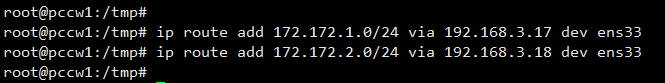 root@pccw1:/tmp#
root@pccw1:/tmp# ip route add 172.172.1.0/24 via 192.168.3.17 dev ens33
root@pccw1:/tmp# ip route add 172.172.2.0/24 via 192.168.3.18 dev ens33
root@pccw1:/tmp#